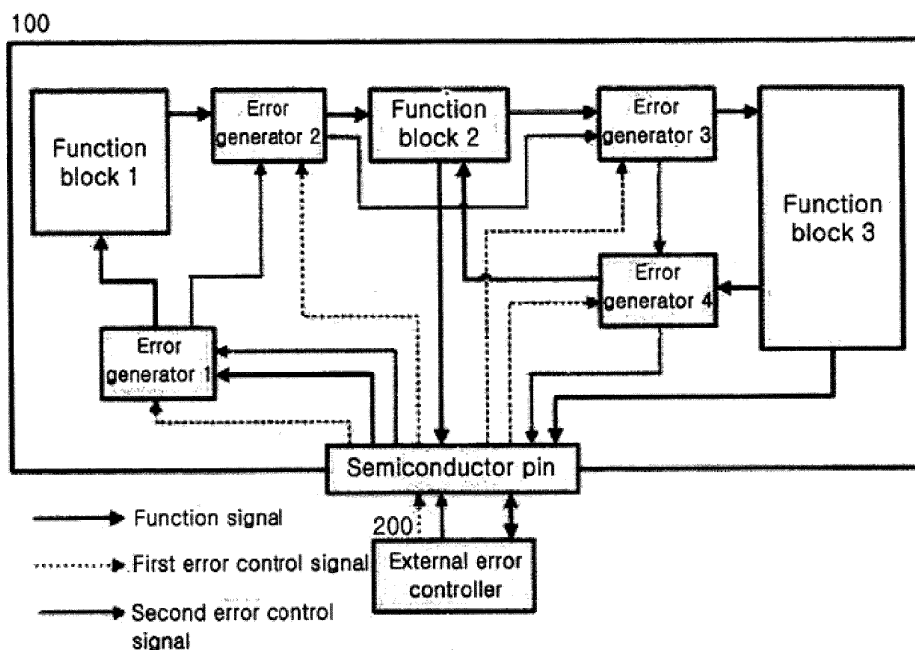 100
Function
block 1
Error
generator 2
Function
block 2
Error
generator 3
Function
block 3
Error
generator 4
Error
generator 1
Semiconductor pin
Function signal
200
First error control signal
External error
controller
Second error control
signal